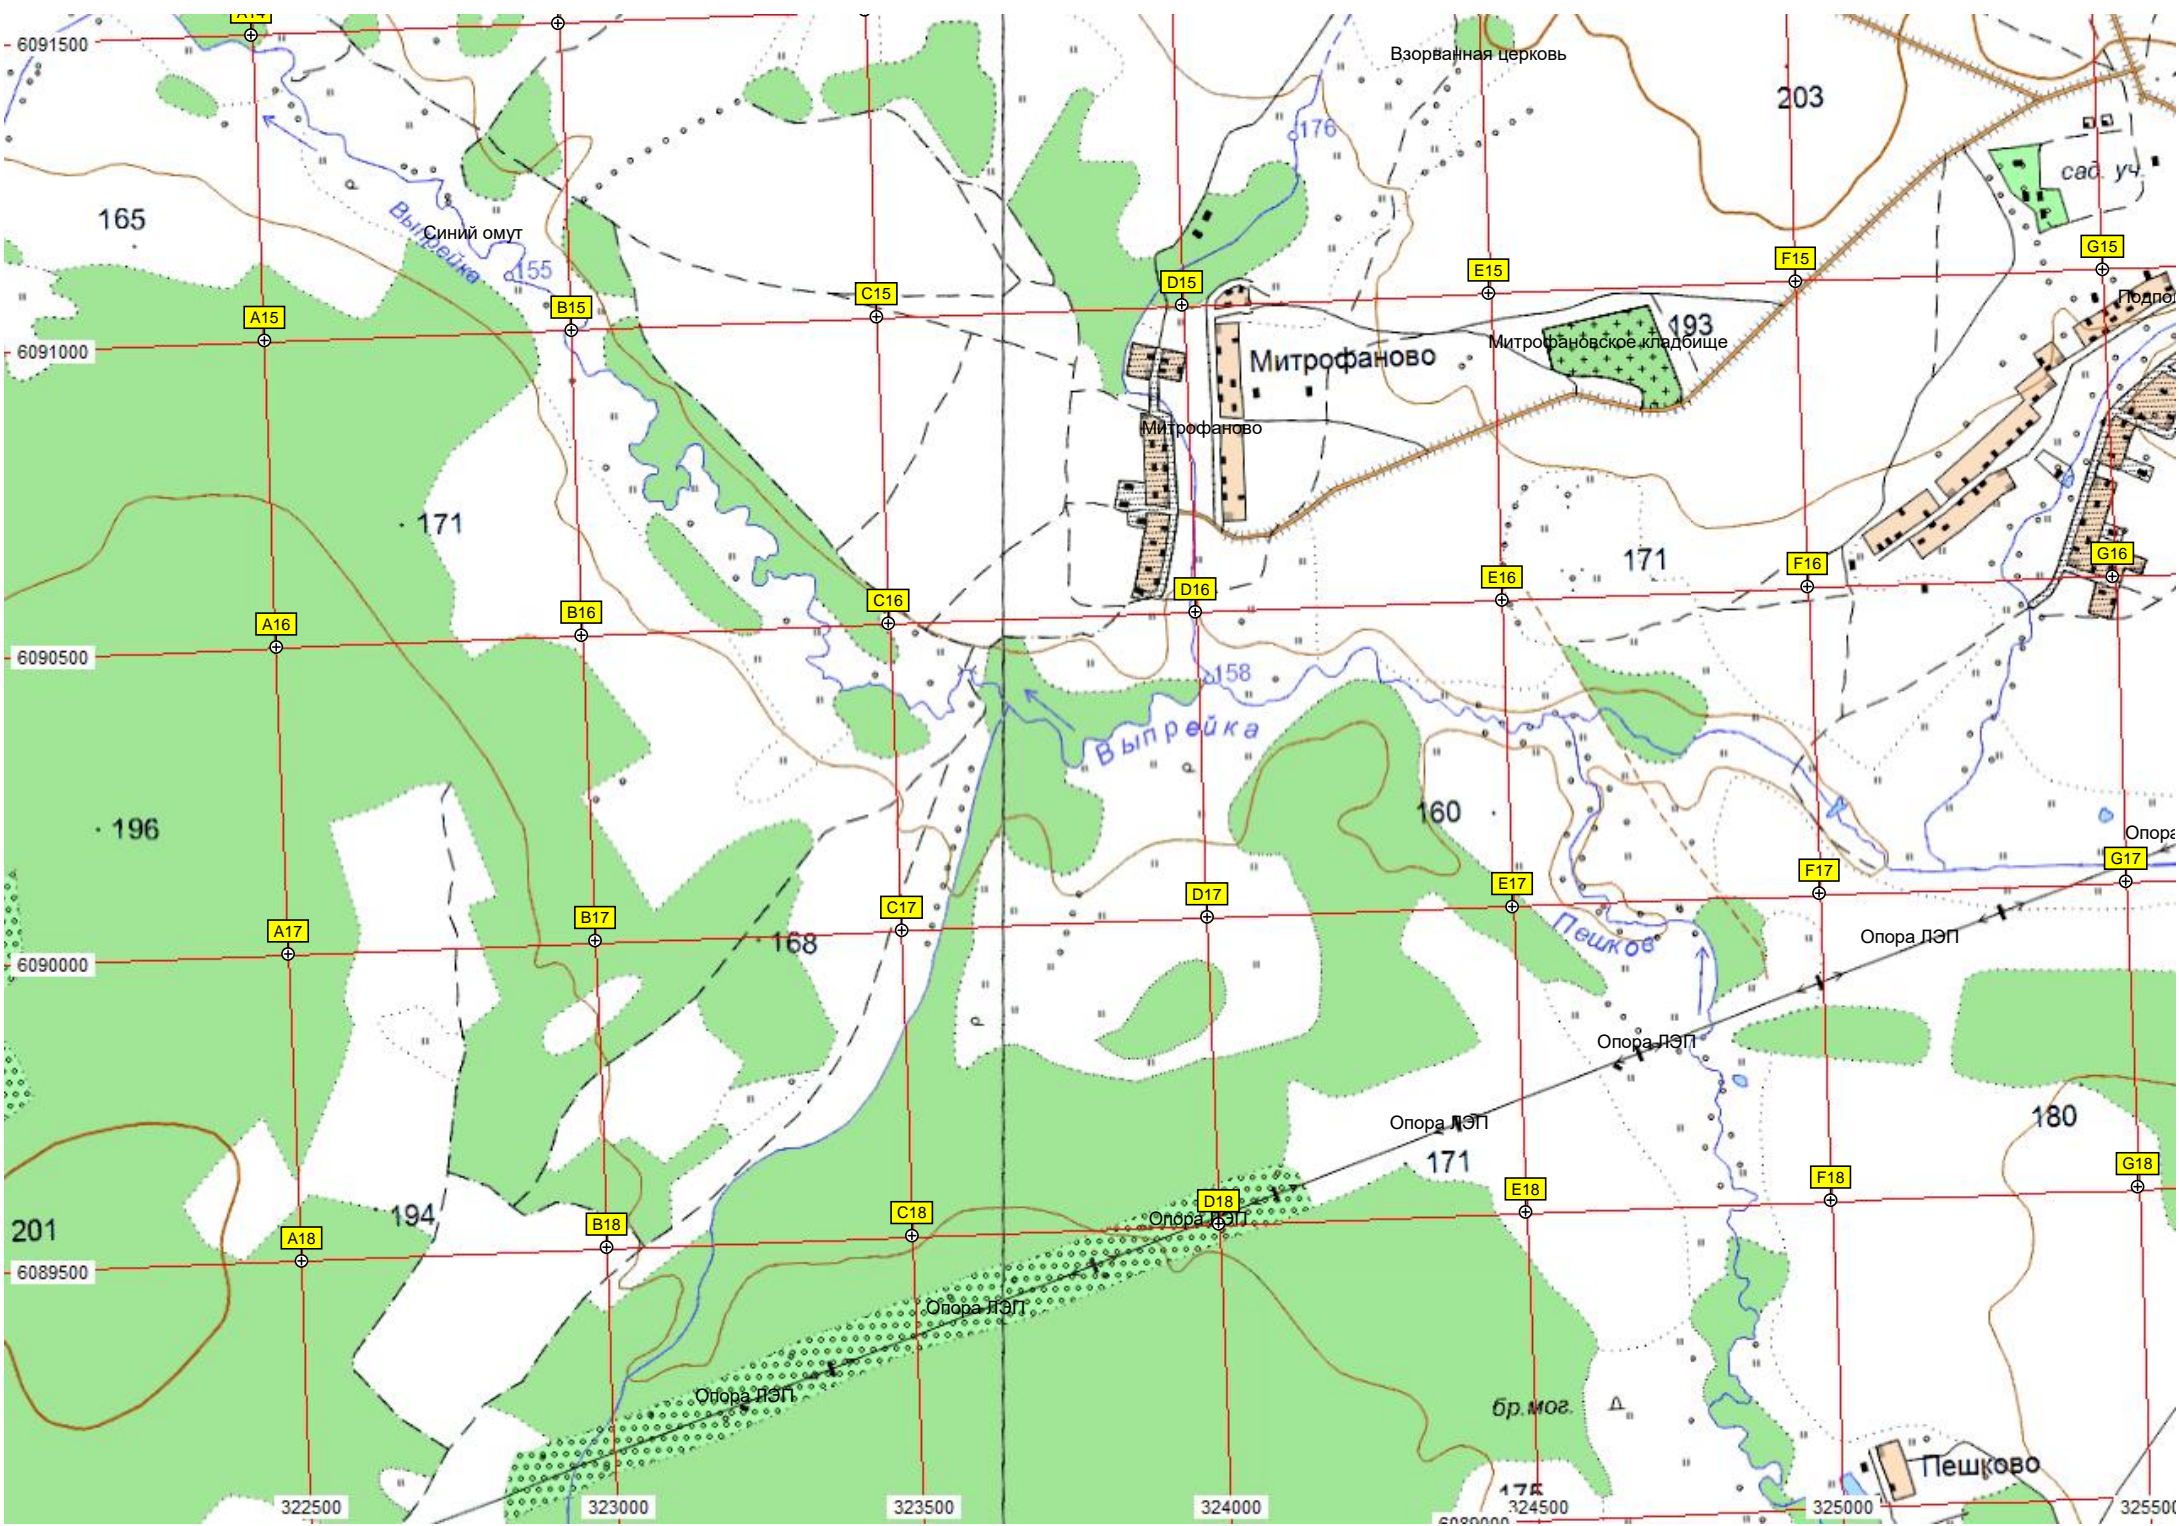 A14
6091500
Взорванная церковь
203
176
сад. уч.
165
Выпрейка
Синий омут
155
A15
B15
C15
D15
E15
F15
G15
6091000
Митрофаново
193
Митрофановское кладбище
Митрофаново
171
171
A16
B16
C16
D16
E16
F16
G16
6090500
158
Выпрейка
160
196
168
A17
B17
C17
D17
E17
F17
G17
6090000
Пешков
Опора ЛЭП
Опора ЛЭП
Опора ЛЭП
171
180
201
194
A18
B18
C18
D18
E18
F18
G18
Опора ЛЭП
6089500
Опора ЛЭП
Опора ЛЭП
бр.мог.
Пешково
322500
323000
323500
324000
324500
325000